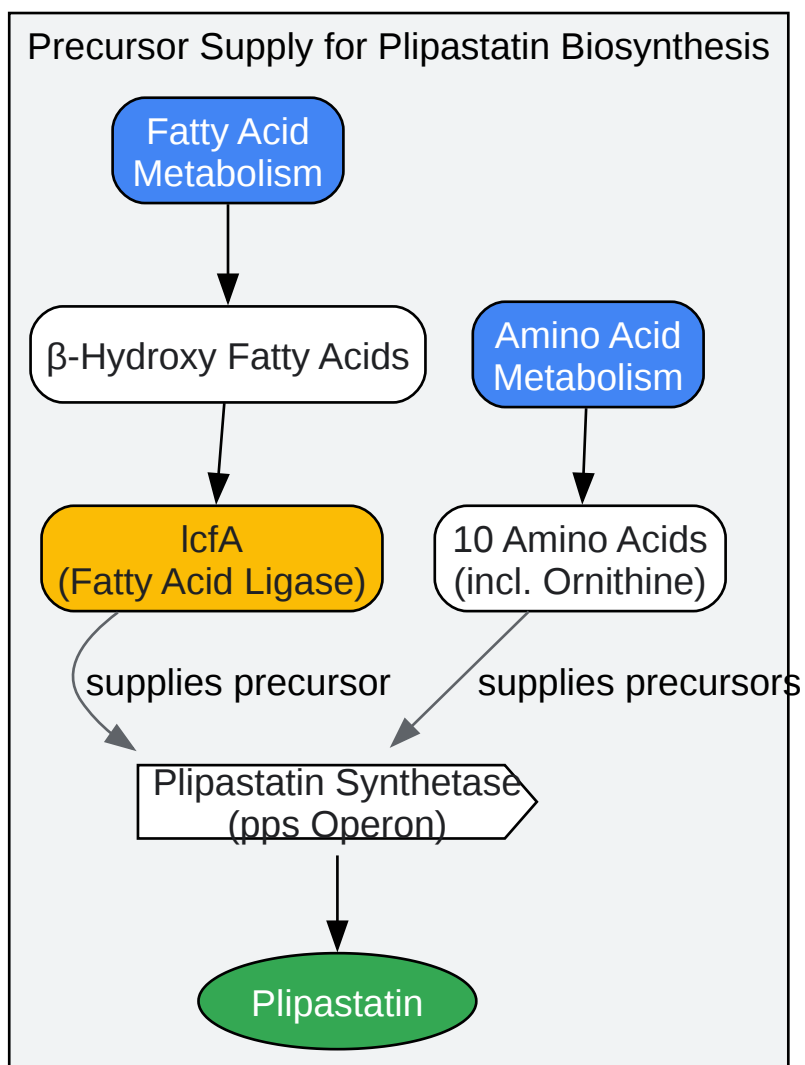 Precursor Supply for Plipastatin Biosynthesis
Fatty Acid
Metabolism
β-Hydroxy Fatty Acids
Amino Acid
Metabolism
lcfA
(Fatty Acid Ligase)
10 Amino Acids
(incl. Ornithine)
supplies precursor
supplies precursors
Plipastatin Synthetase
(pps Operon)
Plipastatin